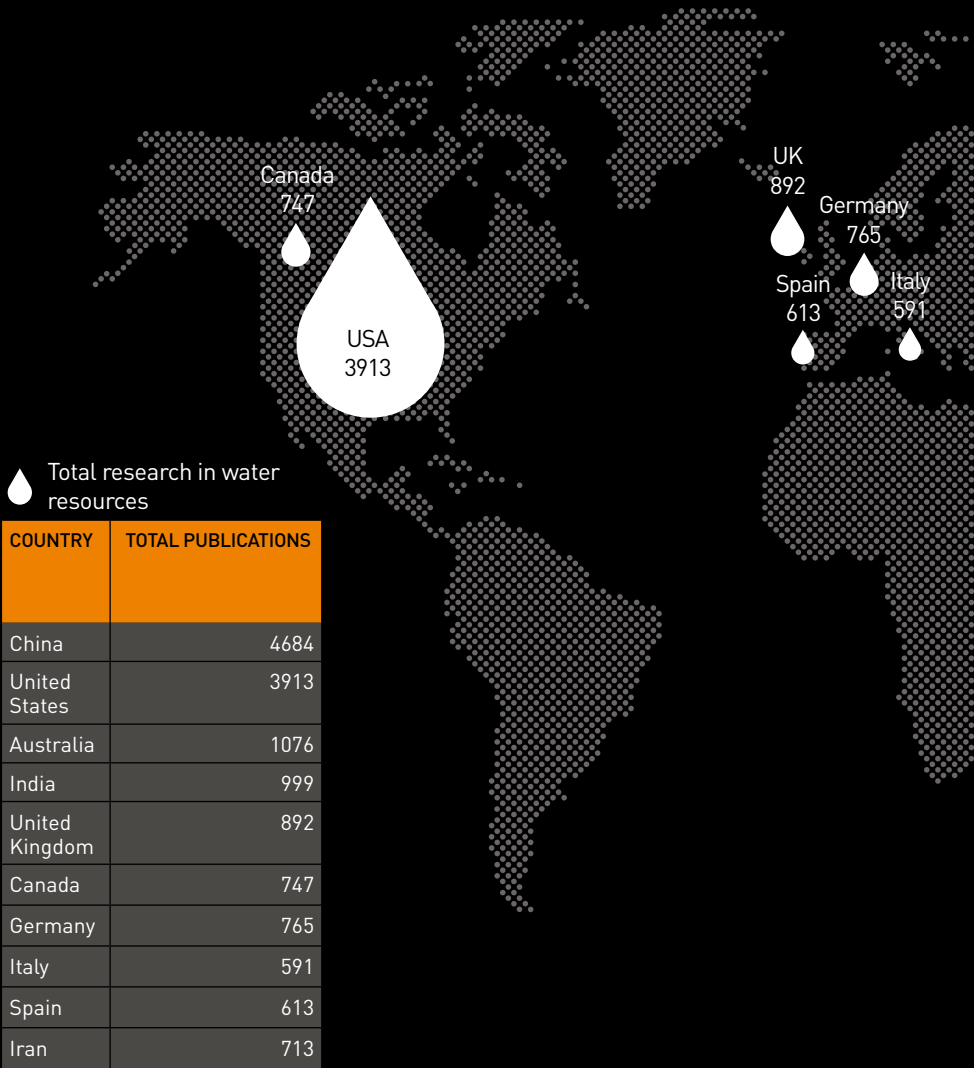 Canada
747
USA
3913
UK
892
Germany
765
Spain
613
Italy
591
Total research in water
resources
COUNTRY TOTAL PUBLICATIONS
China 4684
United
States 3913
Australia 1076
India 999
United
Kingdom 892
Canada 747
Germany 765
Italy 591
Spain 613
Iran 713